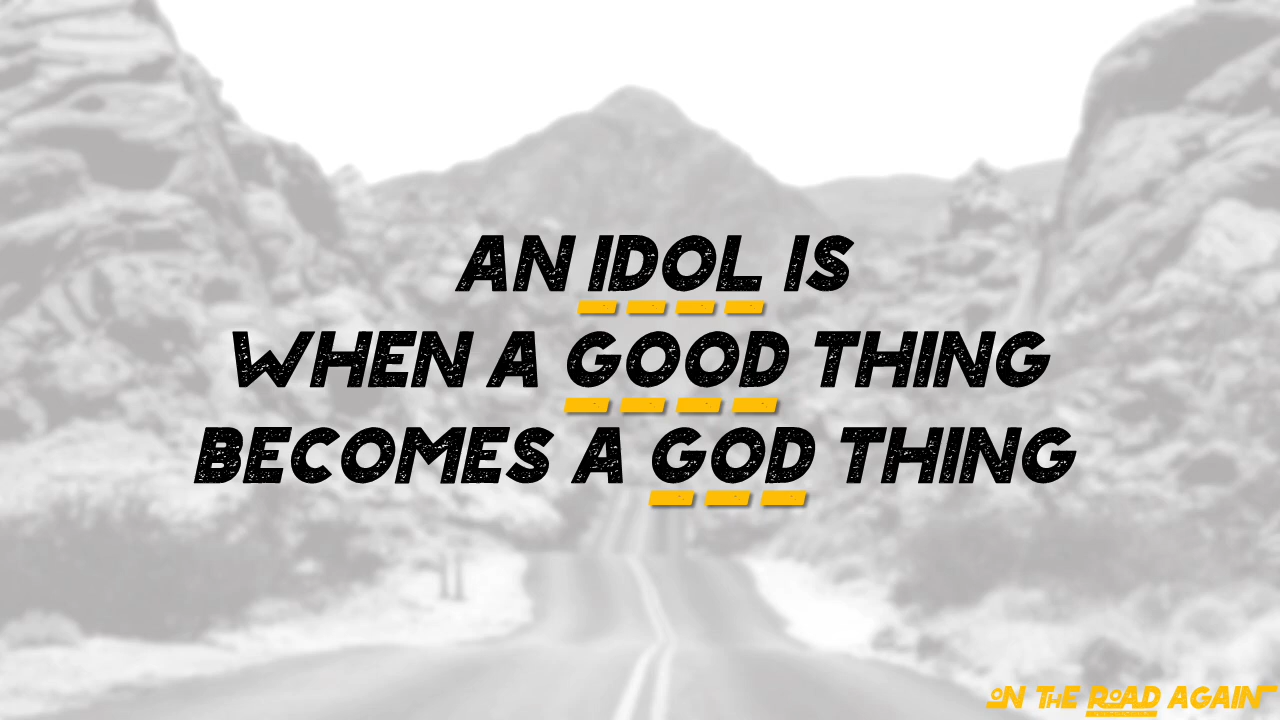 AN IDOL IS
WHEN A GOOD THING
BECOMES A GOD THING
ON THE ROAD AGAIN